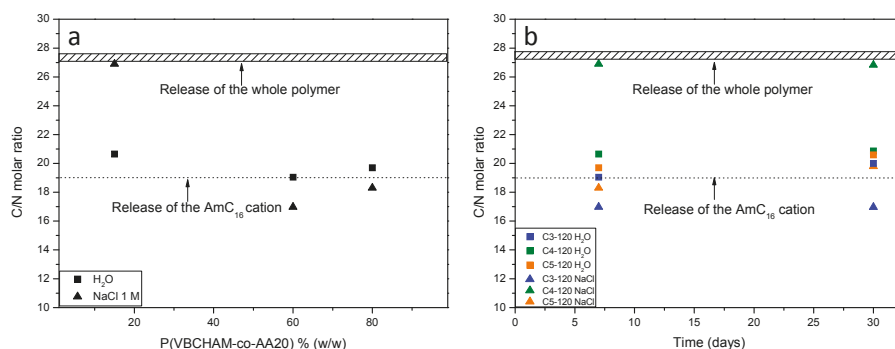 a
30
28
26
24
22
20
18
16
14
12
10
C/N molar ratio
Release of the whole polymer
Release of the AmC₁₆ cation
H₂O
NaCl 1 M
0
20
40
60
80
P(VBCHAM-co-AA20) % (w/w)
b
30
28
26
24
22
20
18
16
14
12
10
C/N molar ratio
Release of the whole polymer
Release of the AmC₁₆ cation
C3-120 H₂O
C4-120 H₂O
C5-120 H₂O
C3-120 NaCl
C4-120 NaCl
C5-120 NaCl
0
5
10
15
20
25
30
Time (days)